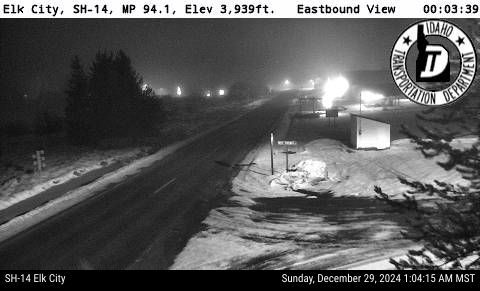 Elk City, SH-14, MP 94.1, Elev 3,939ft. Eastbound View 00:03:39
IDAHO
TRANSPORTATION DEPARTMENT
SH-14 Elk City Sunday, December 29, 2024 1:04:15 AM MST